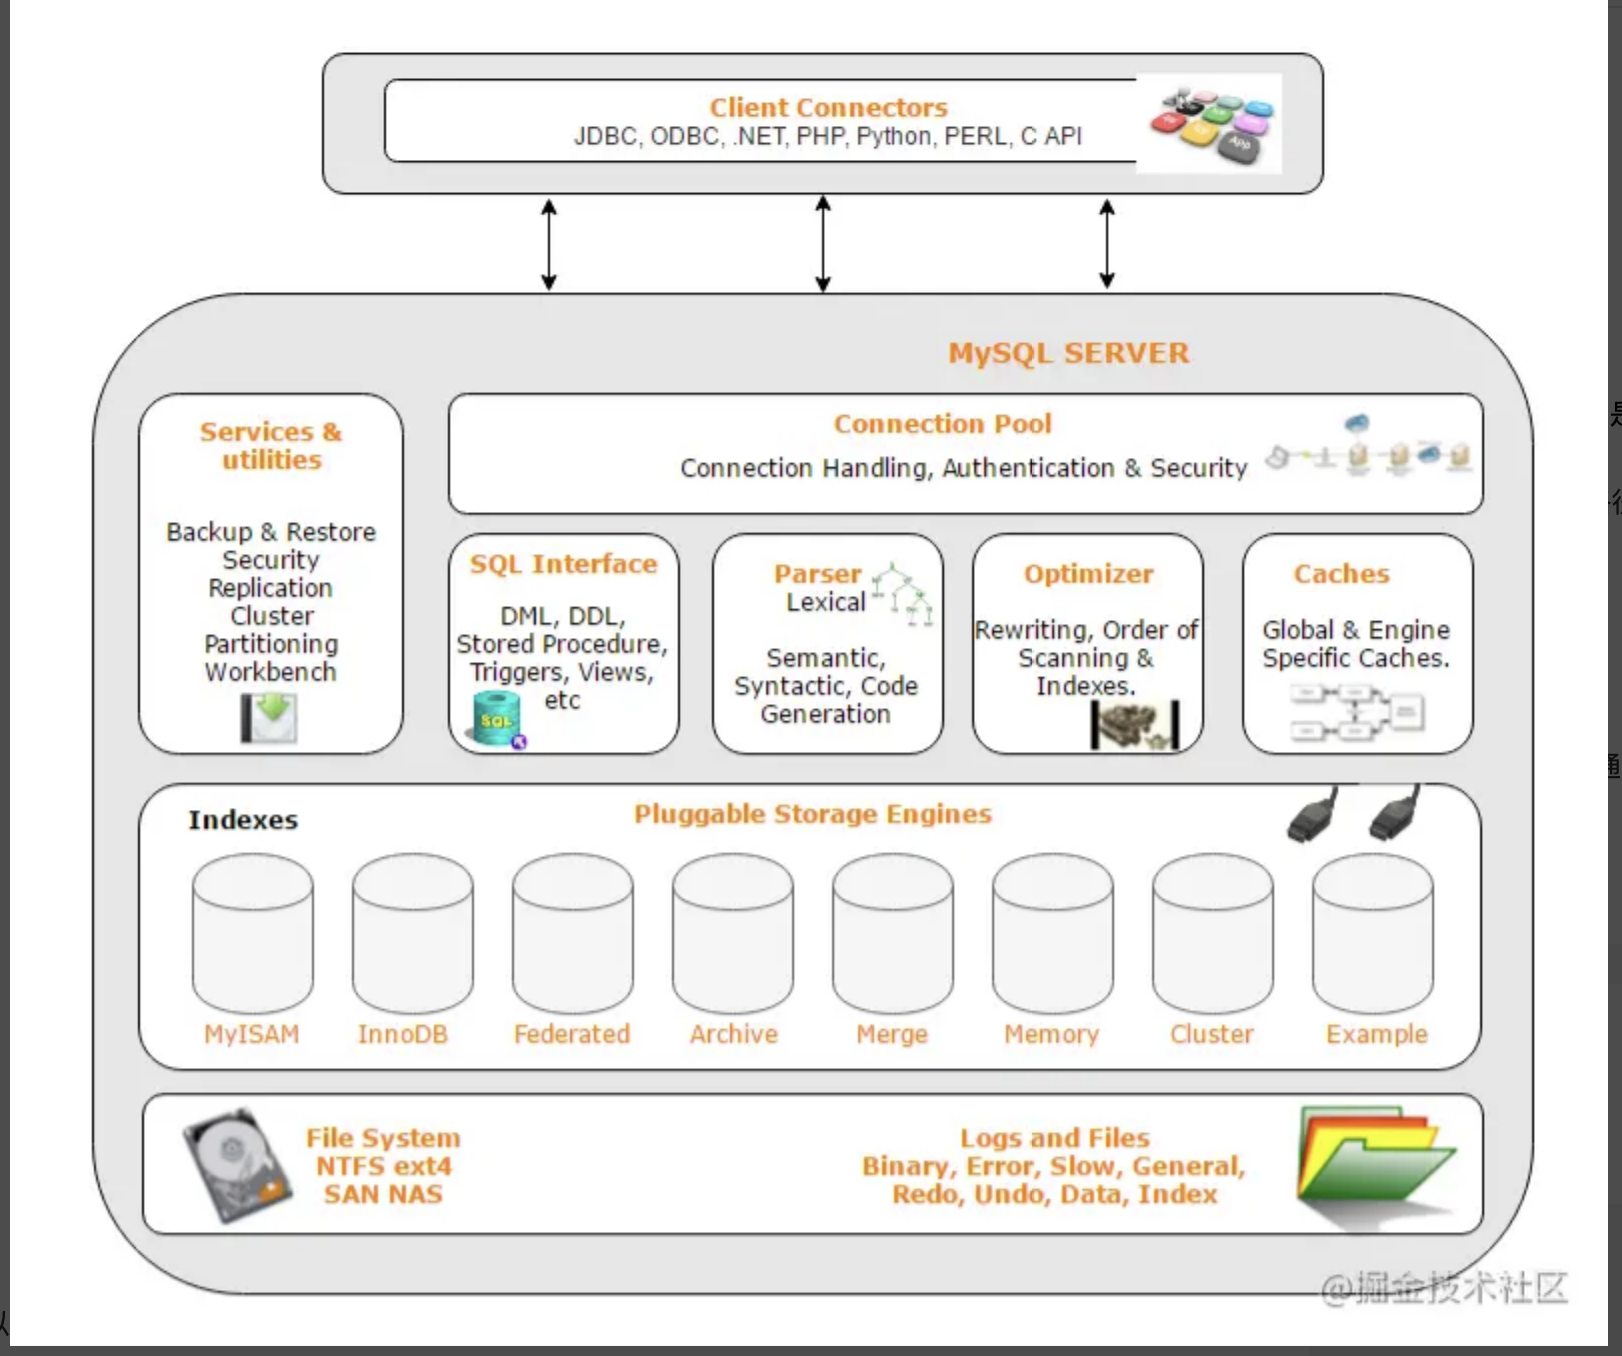 Client Connectors
JDBC, ODBC, .NET, PHP, Python, PERL, C API
App
MySQL SERVER
Services &
utilities
Backup & Restore
Security
Replication
Cluster
Partitioning
Workbench
Connection Pool
Connection Handling, Authentication & Security
SQL Interface
DML, DDL,
Stored Procedure,
Triggers, Views,
etc
SQL
Parser
Lexical
Semantic,
Syntactic, Code
Generation
Optimizer
Rewriting, Order of
Scanning &
Indexes.
Caches
Global & Engine
Specific Caches.
Indexes
Pluggable Storage Engines
MyISAM
InnoDB
Federated
Archive
Merge
Memory
Cluster
Example
File System
NTFS ext4
SAN NAS
Logs and Files
Binary, Error, Slow, General,
Redo, Undo, Data, Index
@掘金技术社区